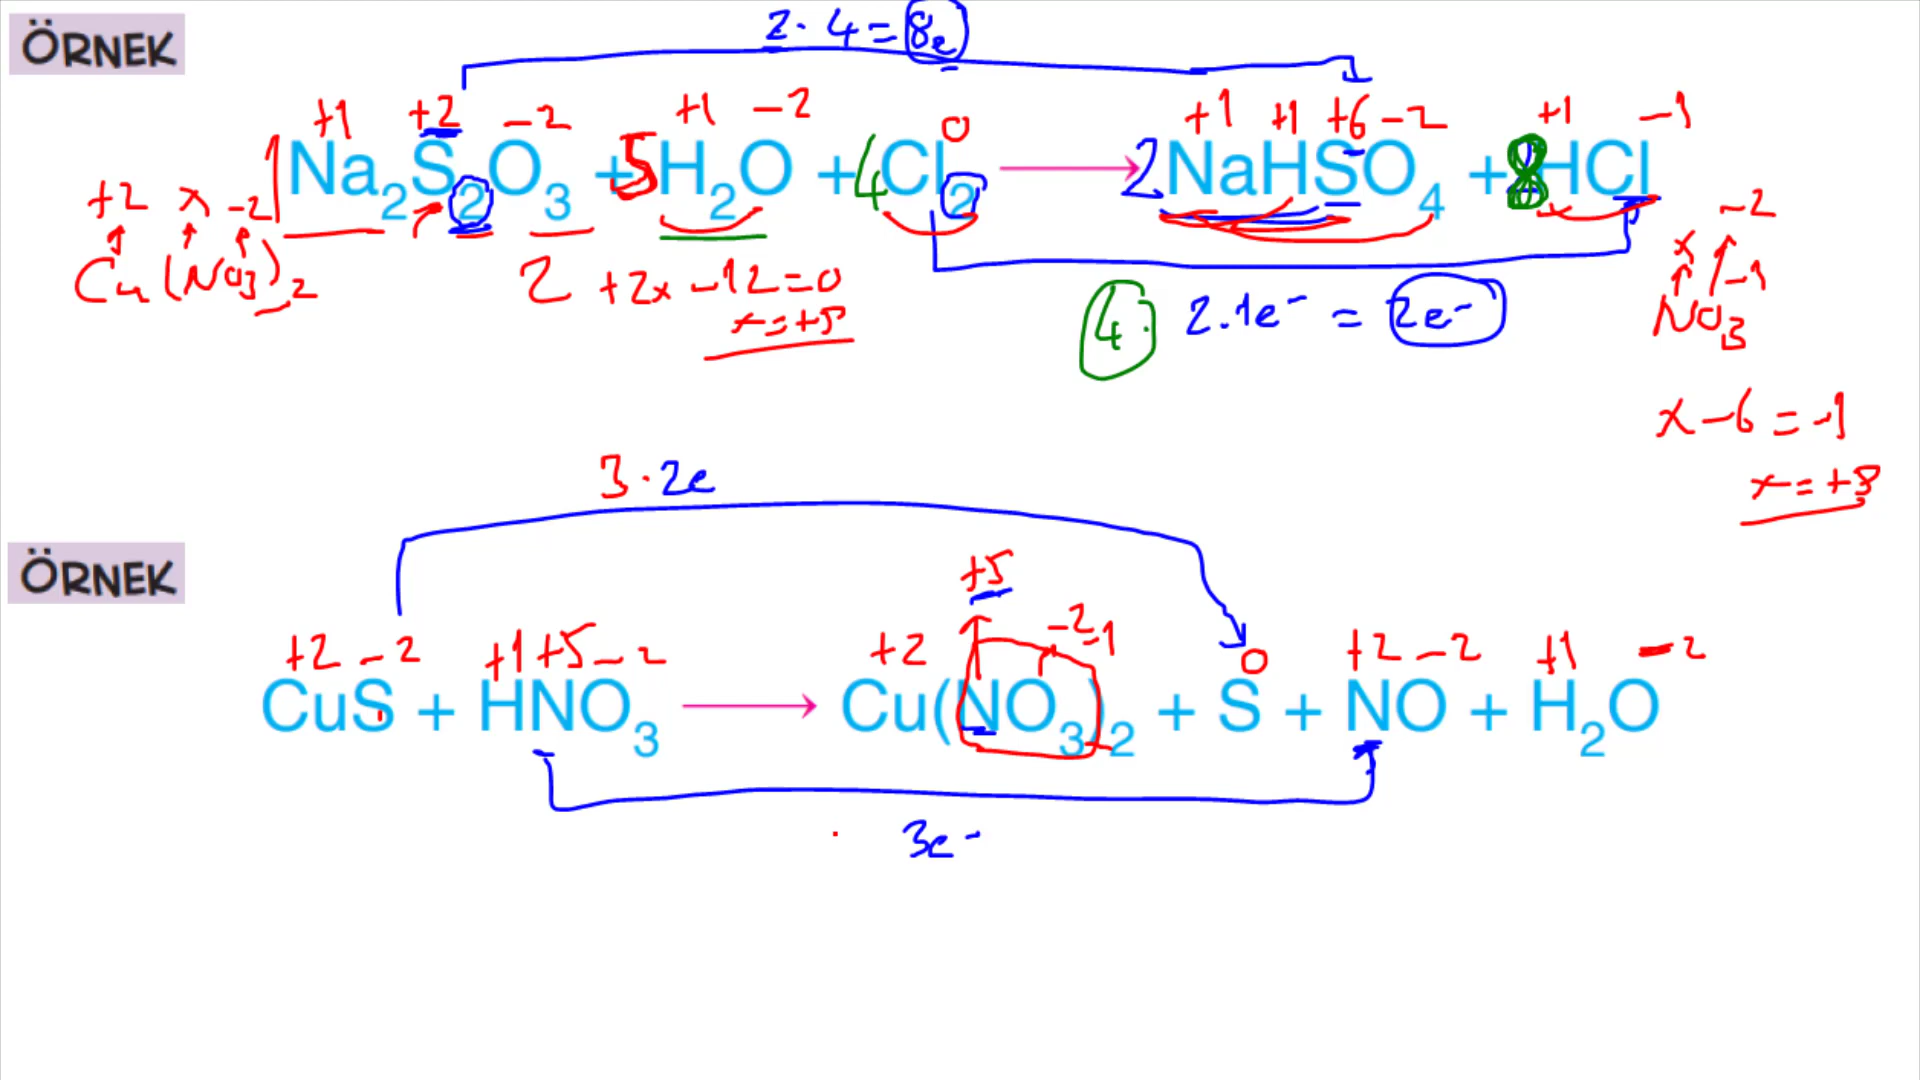 2 · 4 = 8e
ÖRNEK
+1 +2 -2 +1 -2 0 +1 +1 +6 -2 +1 -1
1Na₂S₂O₃ + 5H₂O + 4Cl₂ ⟶ 2NaHSO₄ + 8HCl
+2 x -2
Cu(NO₃)₂
2 +2x -12 = 0
x = +5
4 · 2.1e⁻ = 2e⁻
-2
x -1
NO₃
x - 6 = -1
3 · 2e
ÖRNEK
+5
+2 -2 +1 +5 -2 +2 -2 -1 0 +2 -2 +1 -2
CuS + HNO₃ ⟶ Cu(NO₃)₂ + S + NO + H₂O
3e⁻